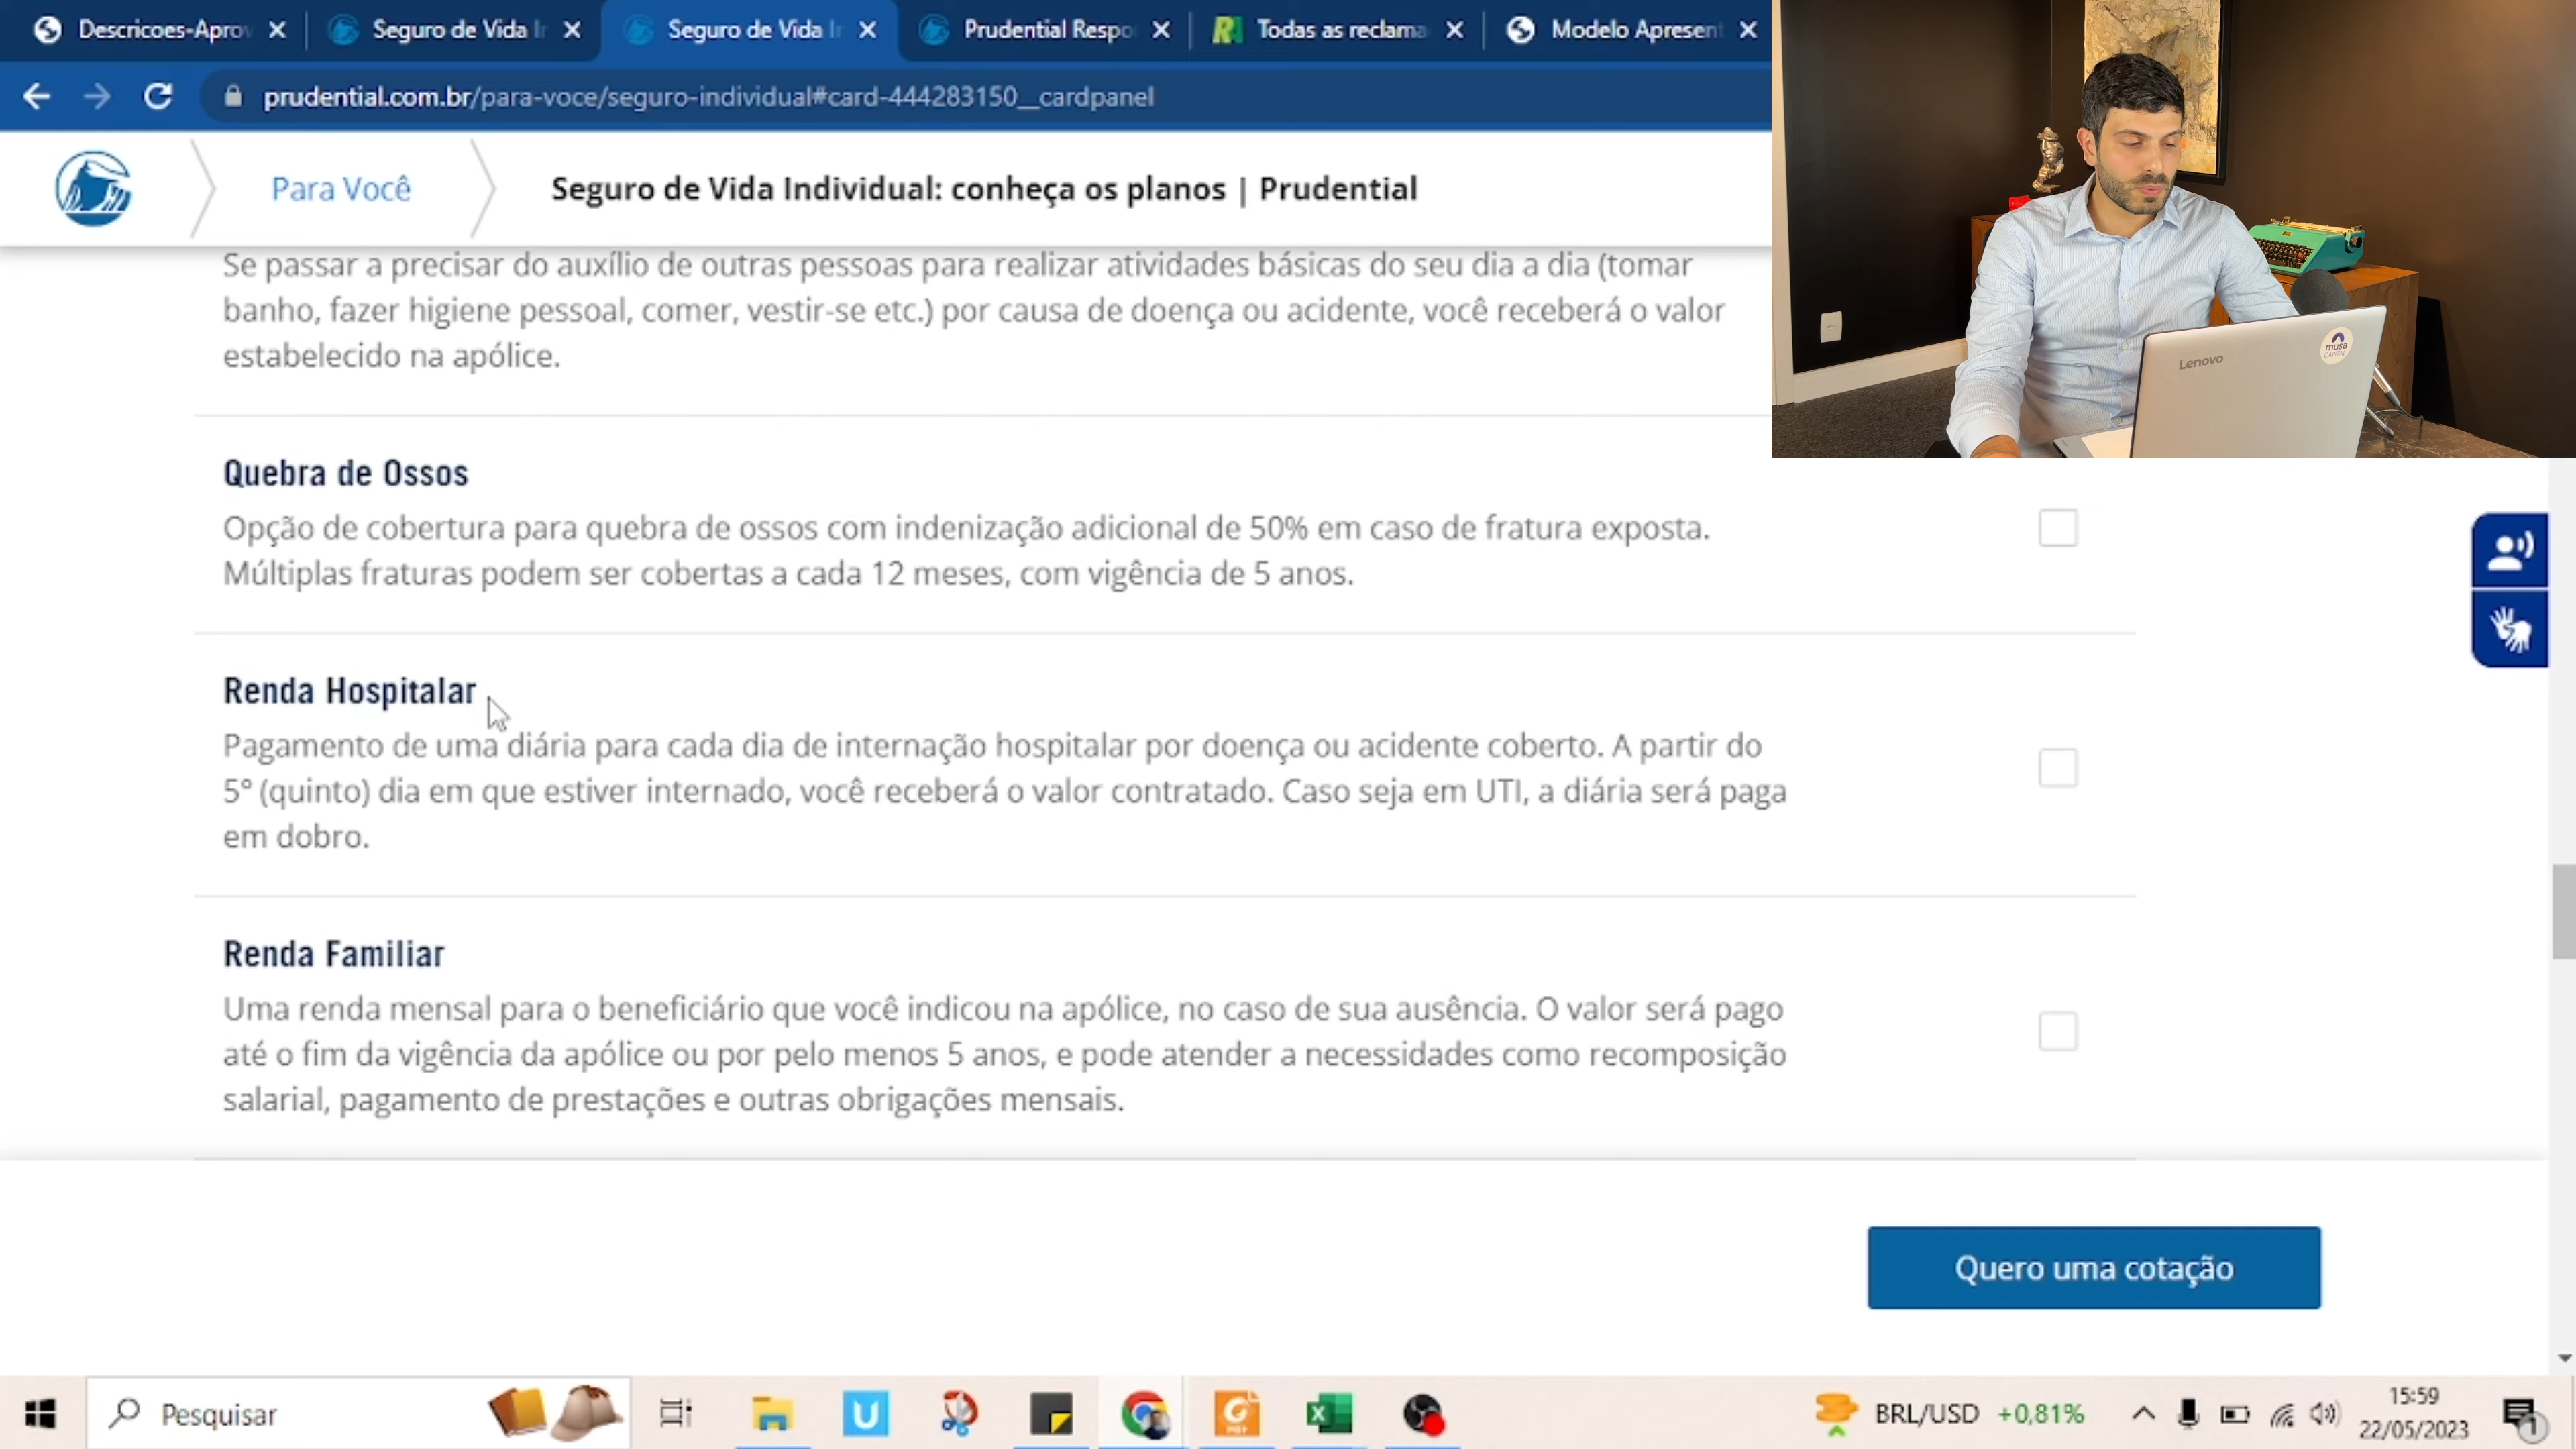 Descricoes-Aprov
Seguro de Vida In
Seguro de Vida In
Prudential Respo
Todas as reclama
Modelo Apresent
prudential.com.br/para-voce/seguro-individual#card-444283150__cardpanel
Para Você
Seguro de Vida Individual: conheça os planos | Prudential
Se passar a precisar do auxílio de outras pessoas para realizar atividades básicas do seu dia a dia (tomar
banho, fazer higiene pessoal, comer, vestir-se etc.) por causa de doença ou acidente, você receberá o valor
estabelecido na apólice.
Lenovo
musa
CAPITAL
Quebra de Ossos
Opção de cobertura para quebra de ossos com indenização adicional de 50% em caso de fratura exposta.
Múltiplas fraturas podem ser cobertas a cada 12 meses, com vigência de 5 anos.
Renda Hospitalar
Pagamento de uma diária para cada dia de internação hospitalar por doença ou acidente coberto. A partir do
5º (quinto) dia em que estiver internado, você receberá o valor contratado. Caso seja em UTI, a diária será paga
em dobro.
Renda Familiar
Uma renda mensal para o beneficiário que você indicou na apólice, no caso de sua ausência. O valor será pago
até o fim da vigência da apólice ou por pelo menos 5 anos, e pode atender a necessidades como recomposição
salarial, pagamento de prestações e outras obrigações mensais.
Quero uma cotação
Pesquisar
BRL/USD +0,81%
15:59
22/05/2023
1